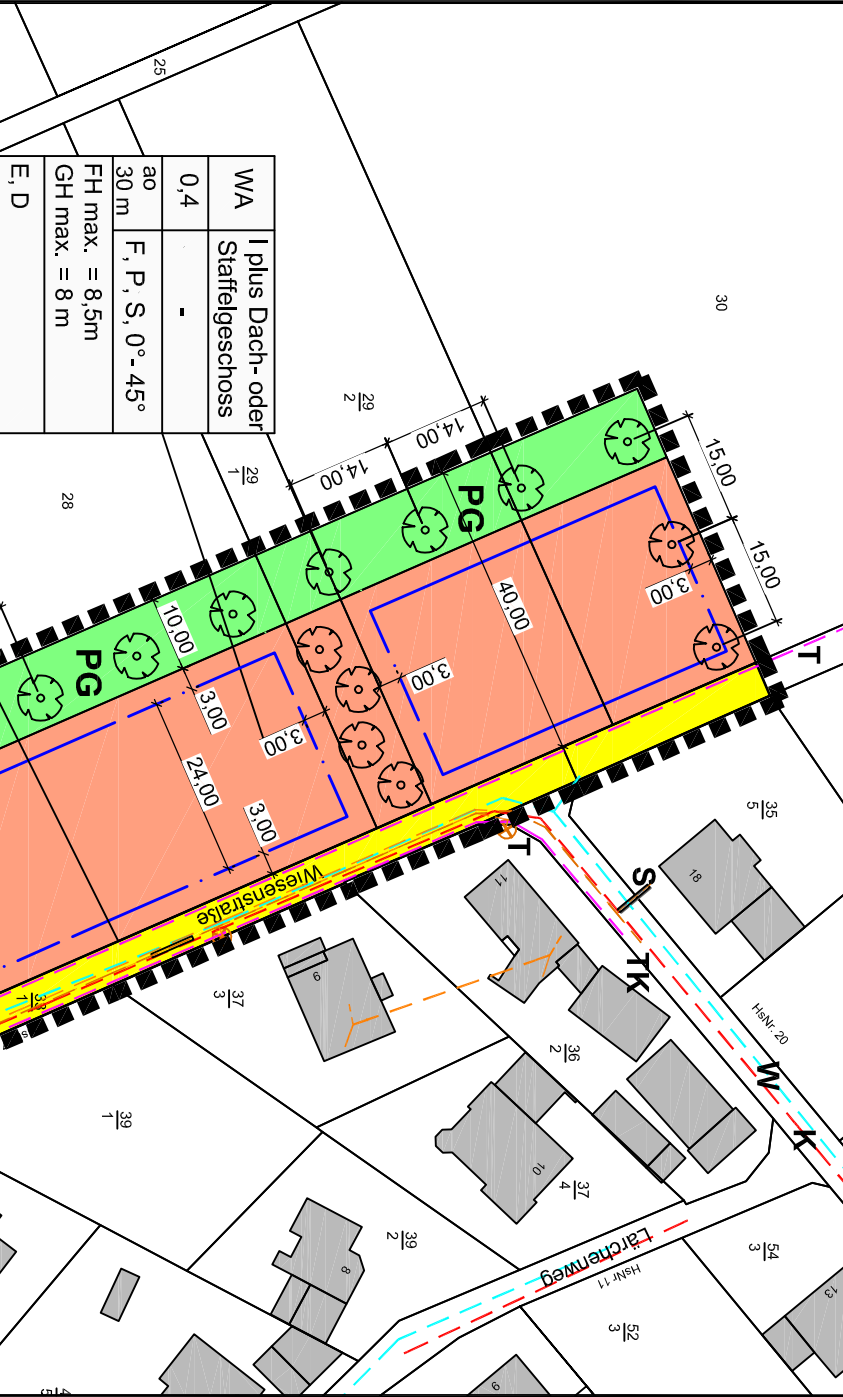 25
30
WA
I plus Dach- oder
Staffelgeschoss
0,4
-
ao
30 m
F, P, S, 0°- 45°
FH max. = 8,5m
GH max. = 8 m
E, D
29
2
29
1
28
14,00
14,00
15,00
15,00
PG
PG
40,00
3,00
3,00
10,00
3,00
3,00
24,00
3,00
T
T
S
TK
W
K
Wiesenstraße
Lärchenweg
HsNr. 20
HsNr.11
35
5
18
11
9
37
3
36
2
33
1
39
1
10
37
4
39
2
8
54
3
13
52
3
9